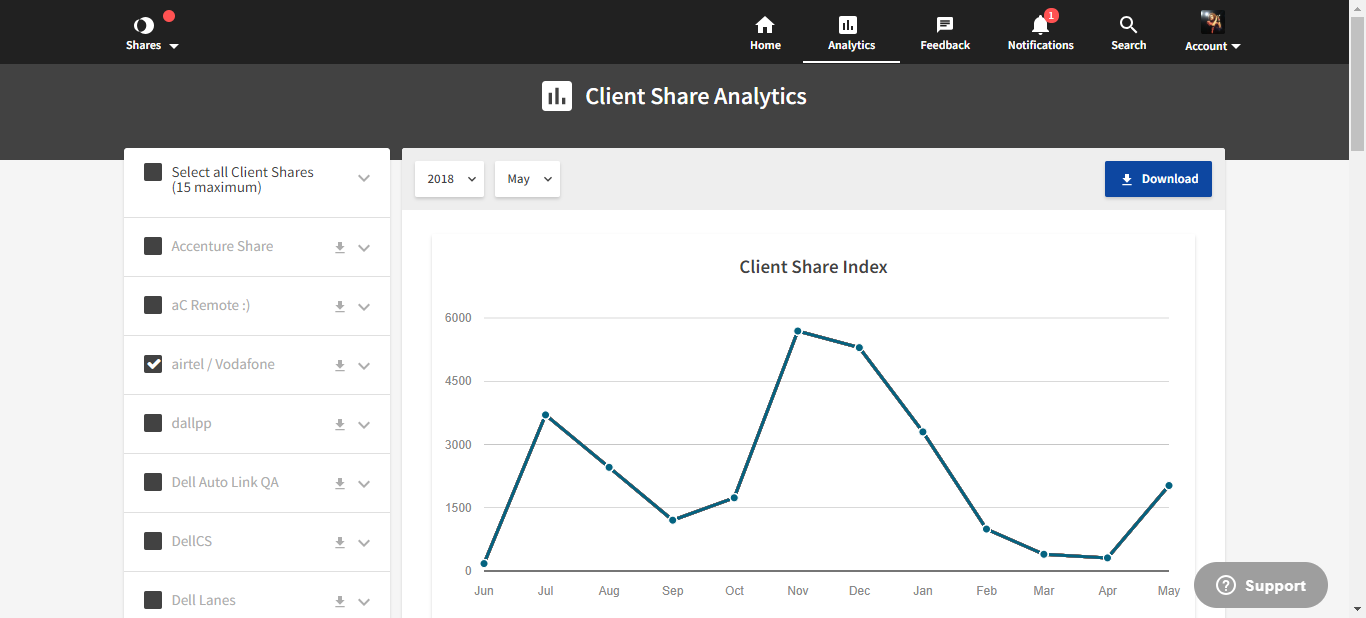 Shares
Home
Analytics
Feedback
1
Notifications
Search
Account
Client Share Analytics
Select all Client Shares
(15 maximum)
Accenture Share
aC Remote :)
airtel / Vodafone
dallpp
Dell Auto Link QA
DellCS
Dell Lanes
2018
May
Download
Client Share Index
6000
4500
3000
1500
0
Jun Jul Aug Sep Oct Nov Dec Jan Feb Mar Apr May
? Support